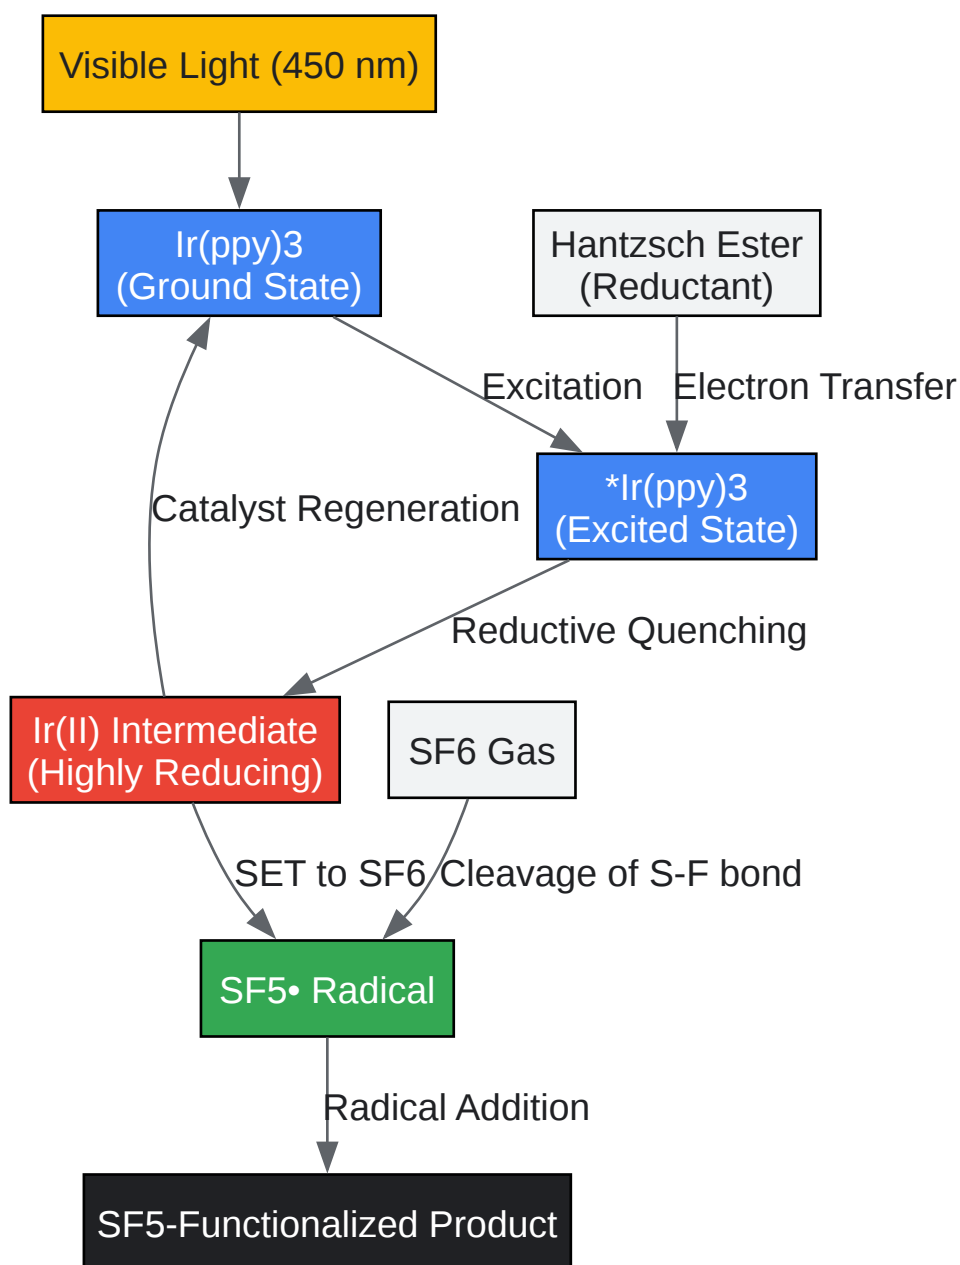 Visible Light (450 nm)
Ir(ppy)3
(Ground State)
Hantzsch Ester
(Reductant)
Excitation
Electron Transfer
*Ir(ppy)3
(Excited State)
Catalyst Regeneration
Reductive Quenching
Ir(II) Intermediate
(Highly Reducing)
SF6 Gas
SET to SF6
Cleavage of S-F bond
SF5• Radical
Radical Addition
SF5-Functionalized Product